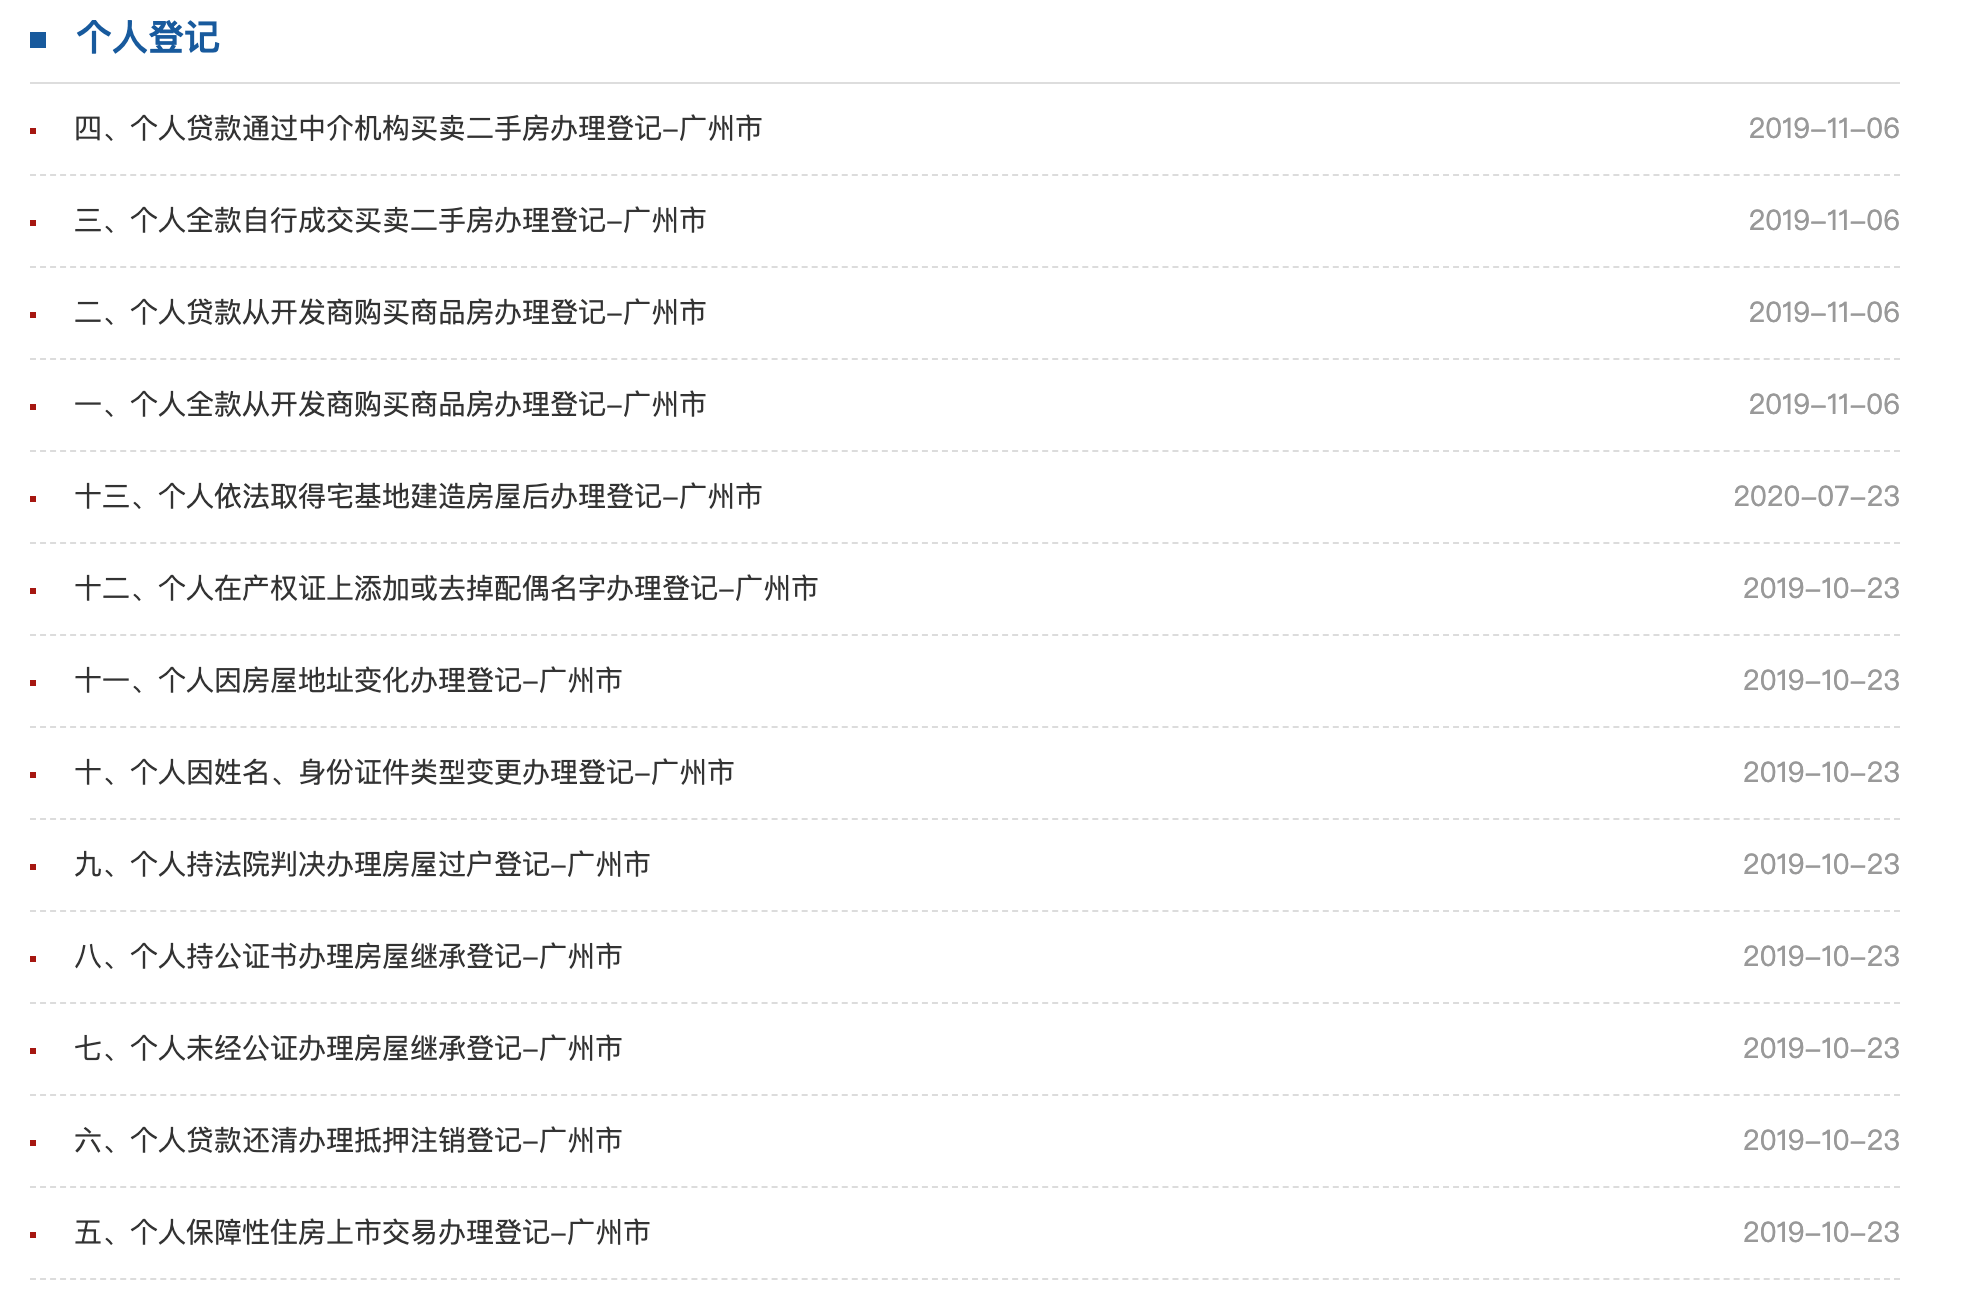 个人登记
四、个人贷款通过中介机构买卖二手房办理登记-广州市 2019-11-06
三、个人全款自行成交买卖二手房办理登记-广州市 2019-11-06
二、个人贷款从开发商购买商品房办理登记-广州市 2019-11-06
一、个人全款从开发商购买商品房办理登记-广州市 2019-11-06
十三、个人依法取得宅基地建造房屋后办理登记-广州市 2020-07-23
十二、个人在产权证上添加或去掉配偶名字办理登记-广州市 2019-10-23
十一、个人因房屋地址变化办理登记-广州市 2019-10-23
十、个人因姓名、身份证件类型变更办理登记-广州市 2019-10-23
九、个人持法院判决办理房屋过户登记-广州市 2019-10-23
八、个人持公证书办理房屋继承登记-广州市 2019-10-23
七、个人未经公证办理房屋继承登记-广州市 2019-10-23
六、个人贷款还清办理抵押注销登记-广州市 2019-10-23
五、个人保障性住房上市交易办理登记-广州市 2019-10-23